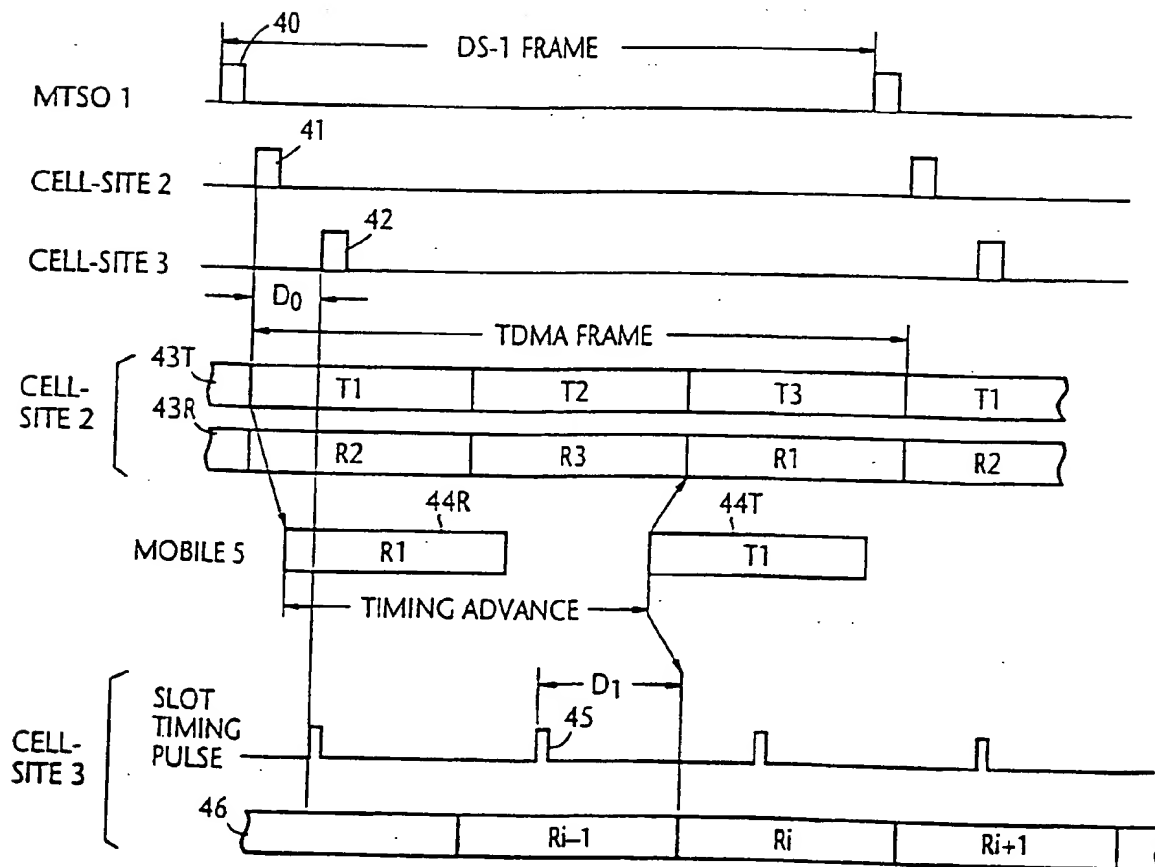 40
DS-1 FRAME
MTSO 1
41
CELL-SITE 2
42
CELL-SITE 3
D0
TDMA FRAME
CELL-
SITE 2
43T
T1 T2 T3 T1
43R
R2 R3 R1 R2
44R
44T
MOBILE 5
R1
T1
TIMING ADVANCE
CELL-
SITE 3
SLOT
TIMING
PULSE
D1
45
46
Ri–1 Ri Ri+1